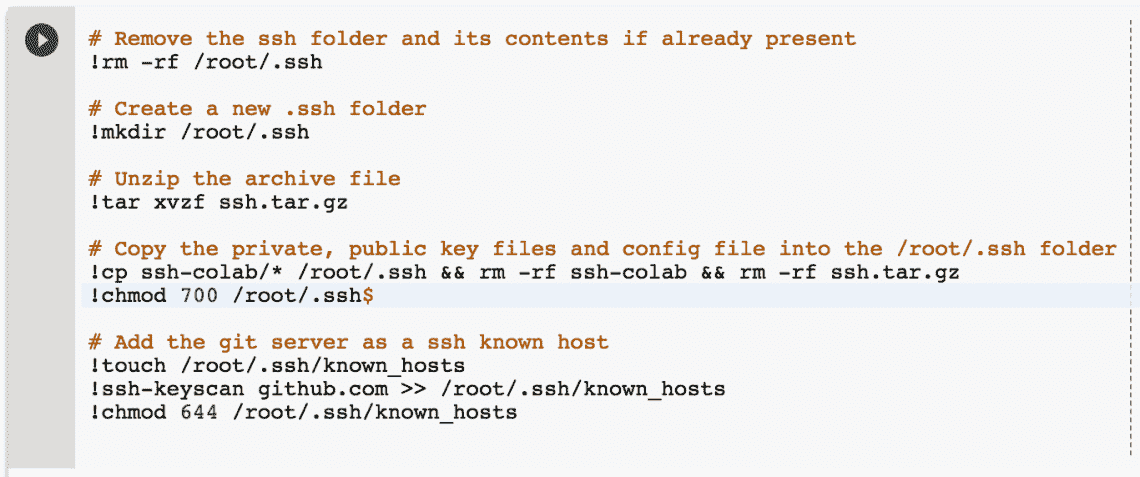 # Remove the ssh folder and its contents if already present
!rm -rf /root/.ssh
# Create a new .ssh folder
!mkdir /root/.ssh
# Unzip the archive file
!tar xvzf ssh.tar.gz
# Copy the private, public key files and config file into the /root/.ssh folder
!cp ssh-colab/* /root/.ssh && rm -rf ssh-colab && rm -rf ssh.tar.gz
!chmod 700 /root/.ssh$
# Add the git server as a ssh known host
!touch /root/.ssh/known_hosts
!ssh-keyscan github.com >> /root/.ssh/known_hosts
!chmod 644 /root/.ssh/known_hosts